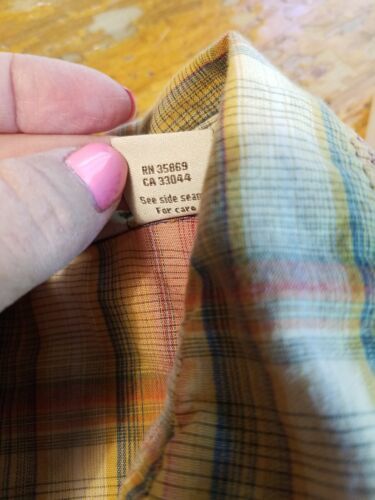 RN 35869
CA 33044
See side seam
For care